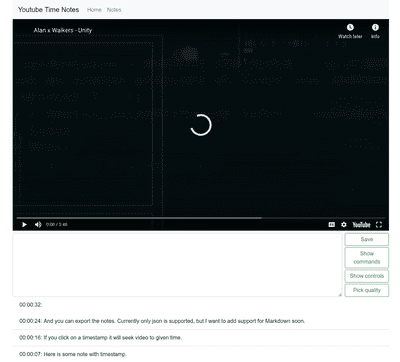 Youtube Time Notes Home Notes
Alan x Walkers - Unity
Watch later Info
0:00 / 3:40
YouTube
Save
Show commands
Show controls
Pick quality
00:00:32:
00:00:24: And you can export the notes. Currently only json is supported, but I want to add support for Markdown soon.
00:00:16: If you click on a timestamp it will seek video to given time.
00:00:07: Here is some note with timestamp.